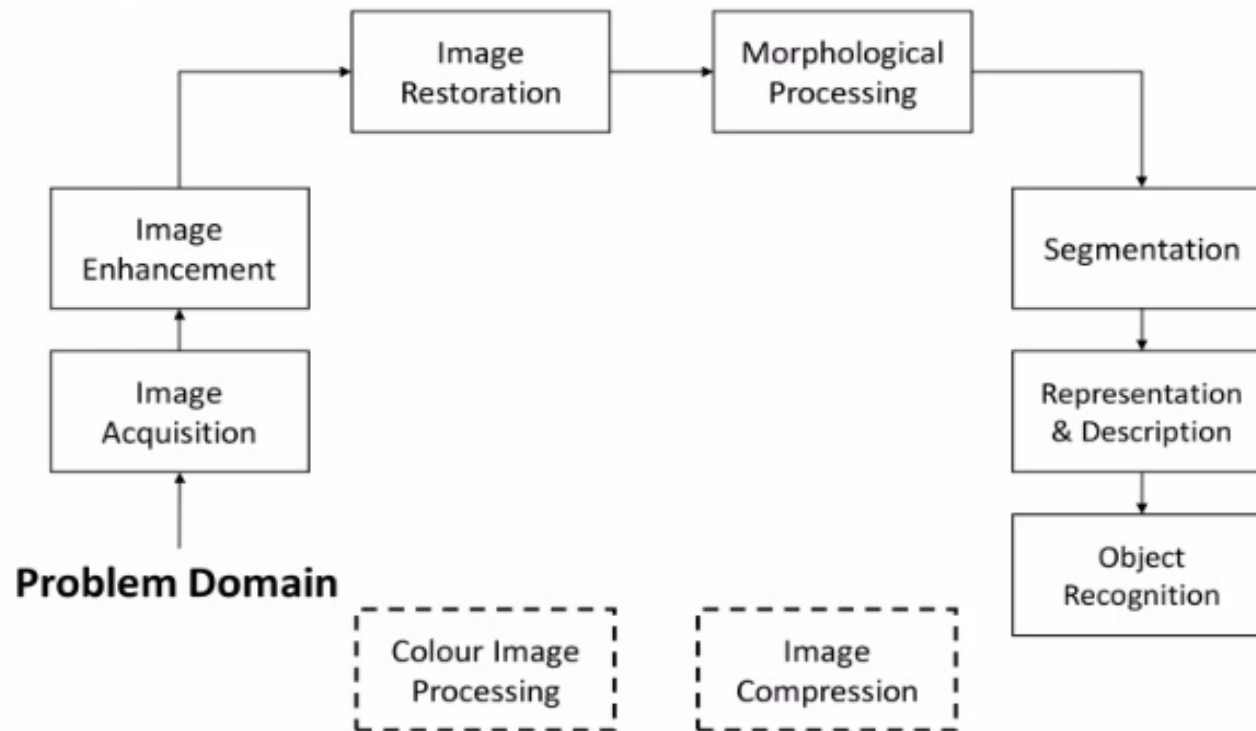 Image
Restoration
Morphological
Processing
Image
Enhancement
Segmentation
Image
Acquisition
Representation
& Description
Problem Domain
Object
Recognition
Colour Image
Processing
Image
Compression